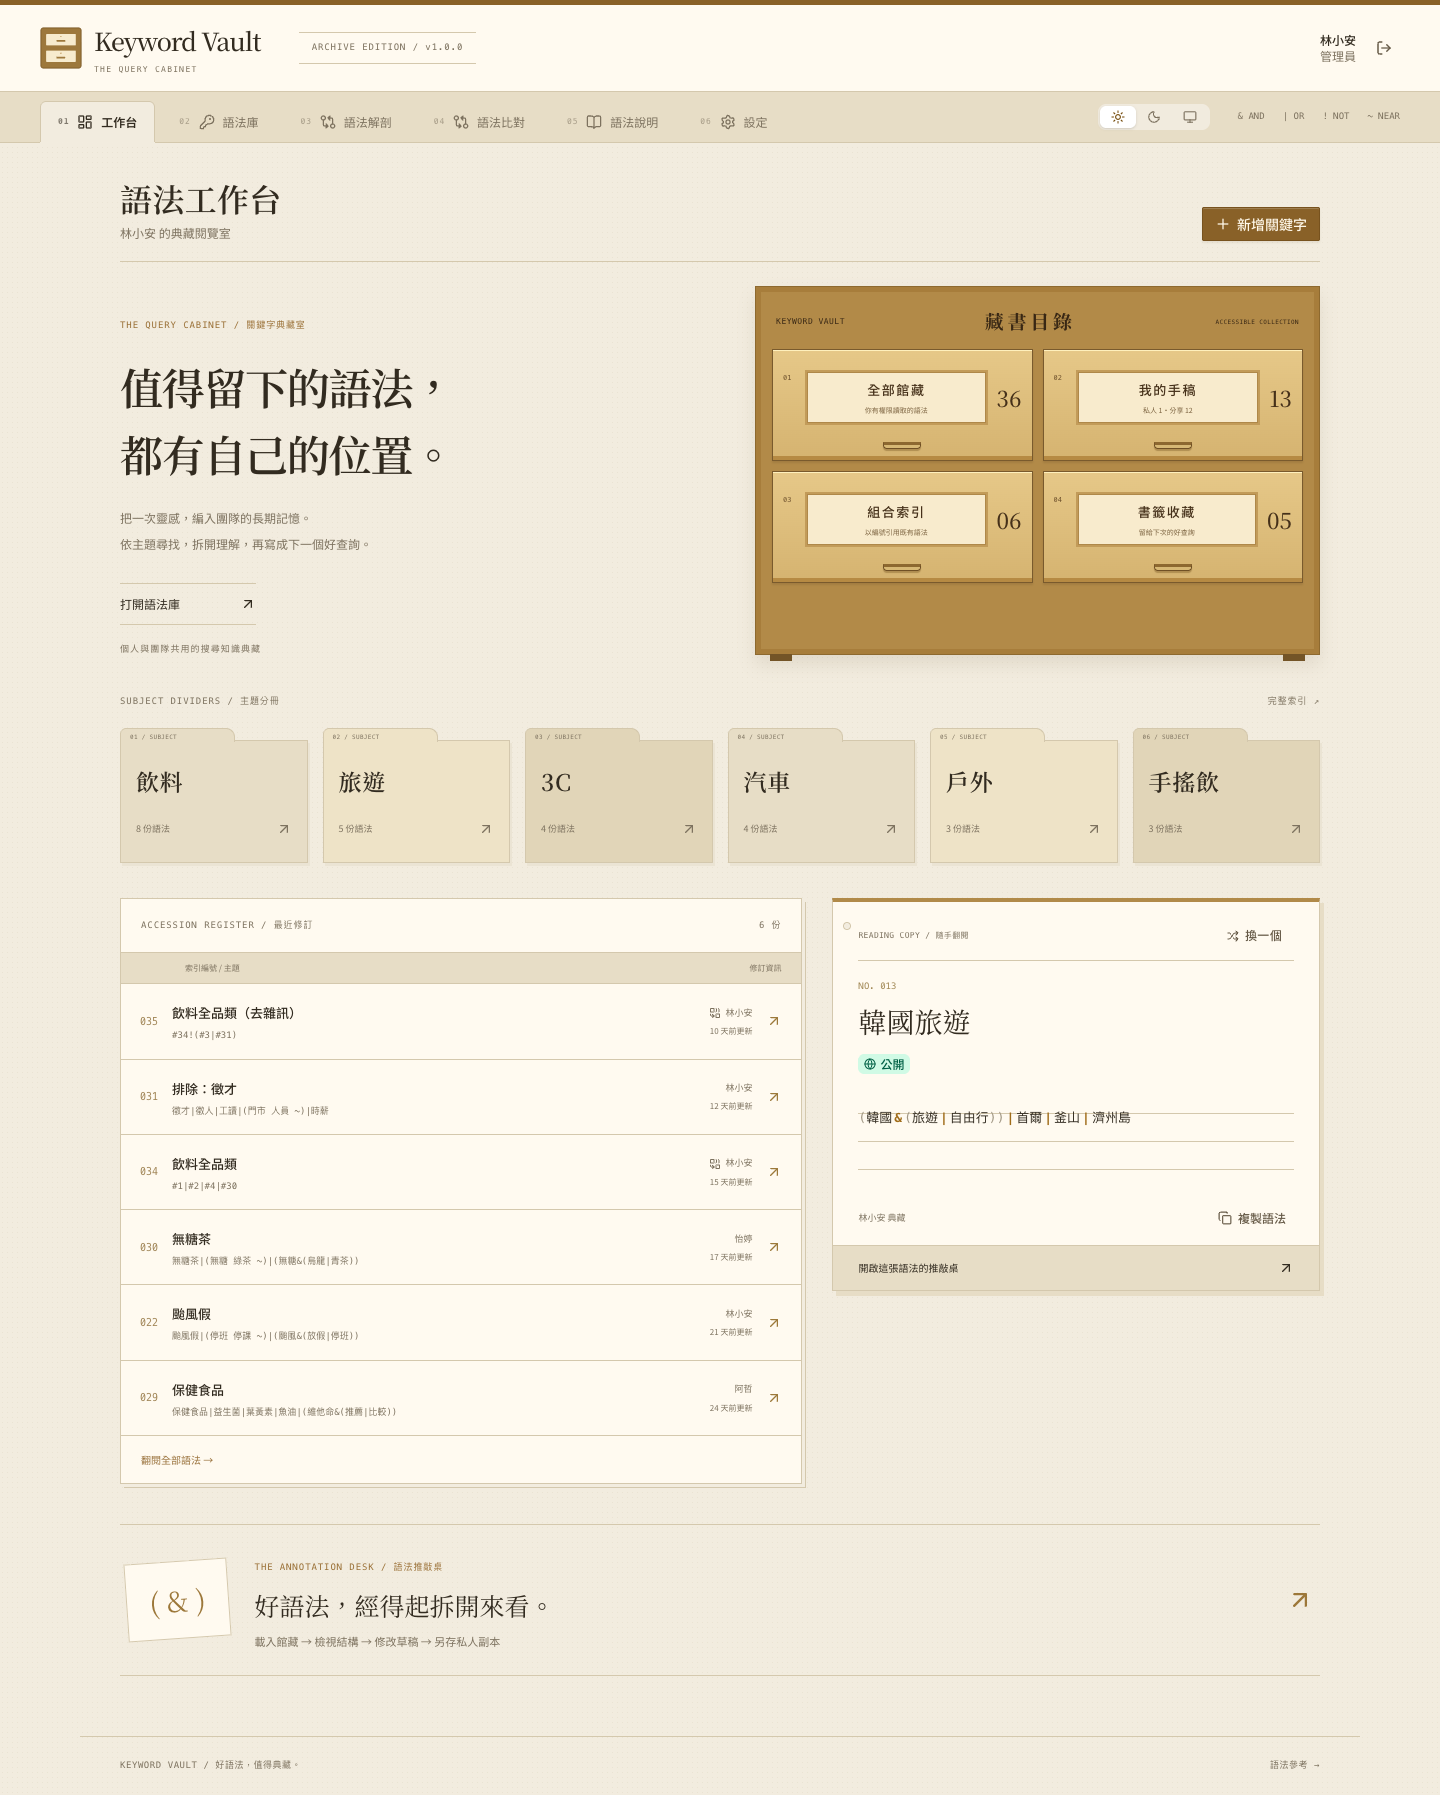 Keyword Vault
THE QUERY CABINET
ARCHIVE EDITION / v1.0.0
林小安
管理員
01 工作台
02 語法庫
03 語法解剖
04 語法比對
05 語法說明
06 設定
& AND | OR ! NOT ~ NEAR
語法工作台
林小安 的典藏閱覽室
新增關鍵字
THE QUERY CABINET / 關鍵字典藏室
值得留下的語法，
都有自己的位置。
把一次靈感，編入團隊的長期記憶。
依主題尋找，拆開理解，再寫成下一個好查詢。
打開語法庫
個人與團隊共用的搜尋知識典藏
KEYWORD VAULT
藏書目錄
ACCESSIBLE COLLECTION
01
全部館藏
你有權限讀取的語法
36
02
我的手稿
私人 1・分享 12
13
03
組合索引
以編號引用既有語法
06
04
書籤收藏
留給下次的好查詢
05
SUBJECT DIVIDERS / 主題分冊
完整索引 ↗
01 / SUBJECT
飲料
8 份語法
02 / SUBJECT
旅遊
5 份語法
03 / SUBJECT
3C
4 份語法
04 / SUBJECT
汽車
4 份語法
05 / SUBJECT
戶外
3 份語法
06 / SUBJECT
手搖飲
3 份語法
ACCESSION REGISTER / 最近修訂
6 份
索引編號 / 主題
修訂資訊
035
飲料全品類（去雜訊）
#34!(#3|#31)
林小安
10 天前更新
031
排除：徵才
徵才|徵人|工讀|(門市 人員 ~)|時薪
林小安
12 天前更新
034
飲料全品類
#1|#2|#4|#30
林小安
15 天前更新
030
無糖茶
無糖茶|(無糖 綠茶 ~)|(無糖&(烏龍|青茶))
怡婷
17 天前更新
022
颱風假
颱風假|(停班 停課 ~)|(颱風&(放假|停班))
林小安
21 天前更新
029
保健食品
保健食品|益生菌|葉黃素|魚油|(維他命&(推薦|比較))
阿哲
24 天前更新
翻閱全部語法 →
READING COPY / 隨手翻閱
換一個
NO. 013
韓國旅遊
公開
(韓國&(旅遊|自由行))|首爾|釜山|濟州島
林小安 典藏
複製語法
開啟這張語法的推敲桌
( & )
THE ANNOTATION DESK / 語法推敲桌
好語法，經得起拆開來看。
載入館藏 → 檢視結構 → 修改草稿 → 另存私人副本
KEYWORD VAULT / 好語法，值得典藏。
語法參考 →